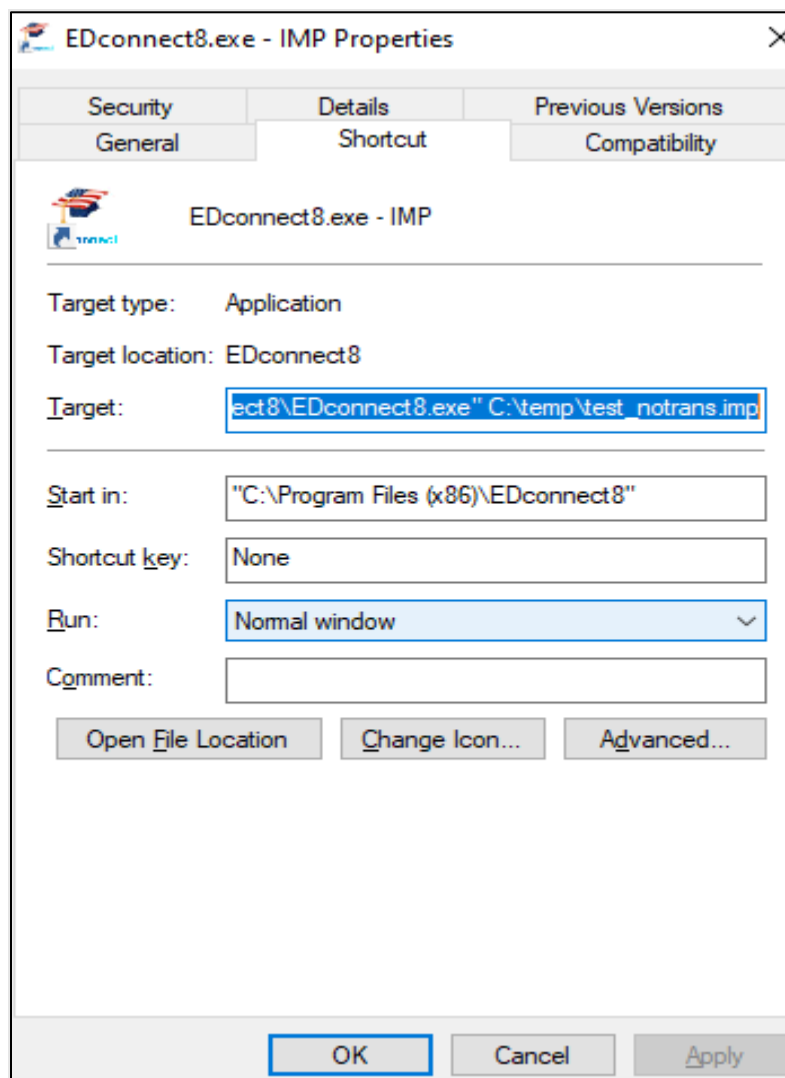 EDconnect8.exe - IMP Properties
Security Details Previous Versions
General Shortcut Compatibility
EDconnect8.exe - IMP
Target type: Application
Target location: EDconnect8
Target: ect8\EDconnect8.exe" C:\temp\test_notrans.imp
Start in: "C:\Program Files (x86)\EDconnect8"
Shortcut key: None
Run: Normal window
Comment:
Open File Location Change Icon... Advanced...
OK Cancel Apply